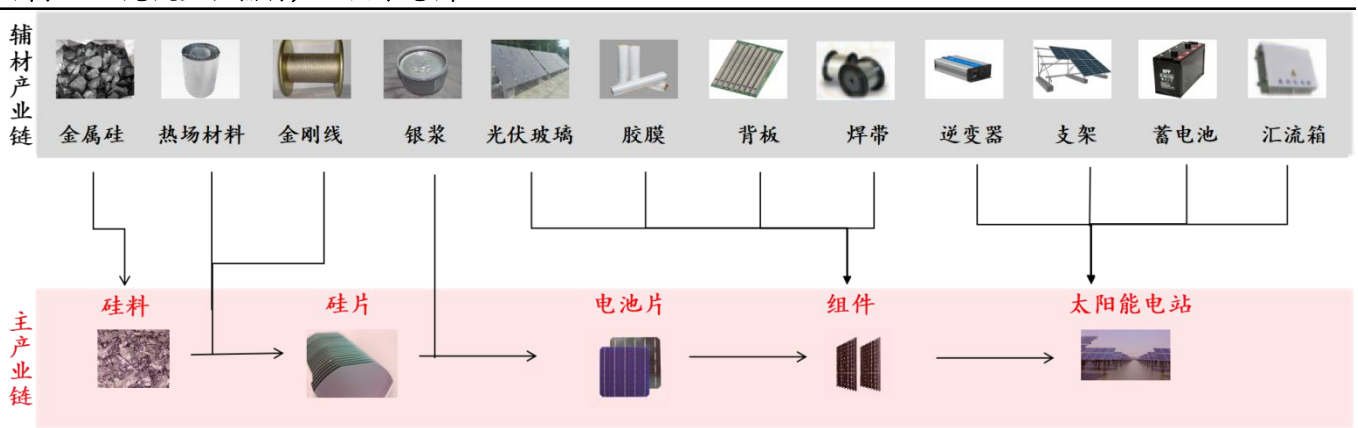 辅材产业链
金属硅 热场材料 金刚线 银浆 光伏玻璃 胶膜 背板 焊带 逆变器 支架 蓄电池 汇流箱
主产业链
硅料 硅片 电池片 组件 太阳能电站